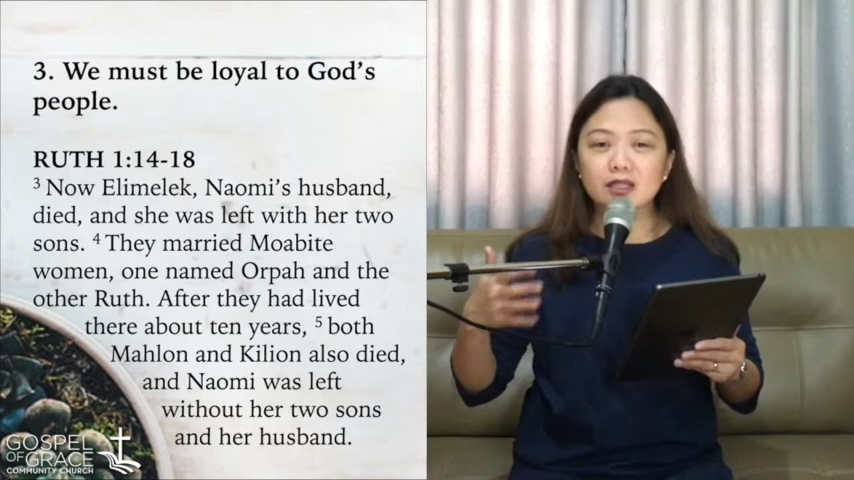 3. We must be loyal to God's
people.
RUTH 1:14-18
3 Now Elimelek, Naomi's husband,
died, and she was left with her two
sons. 4 They married Moabite
women, one named Orpah and the
other Ruth. After they had lived
there about ten years, 5 both
Mahlon and Kilion also died,
and Naomi was left
without her two sons
and her husband.
GOSPEL
OF GRACE
COMMUNITY CHURCH